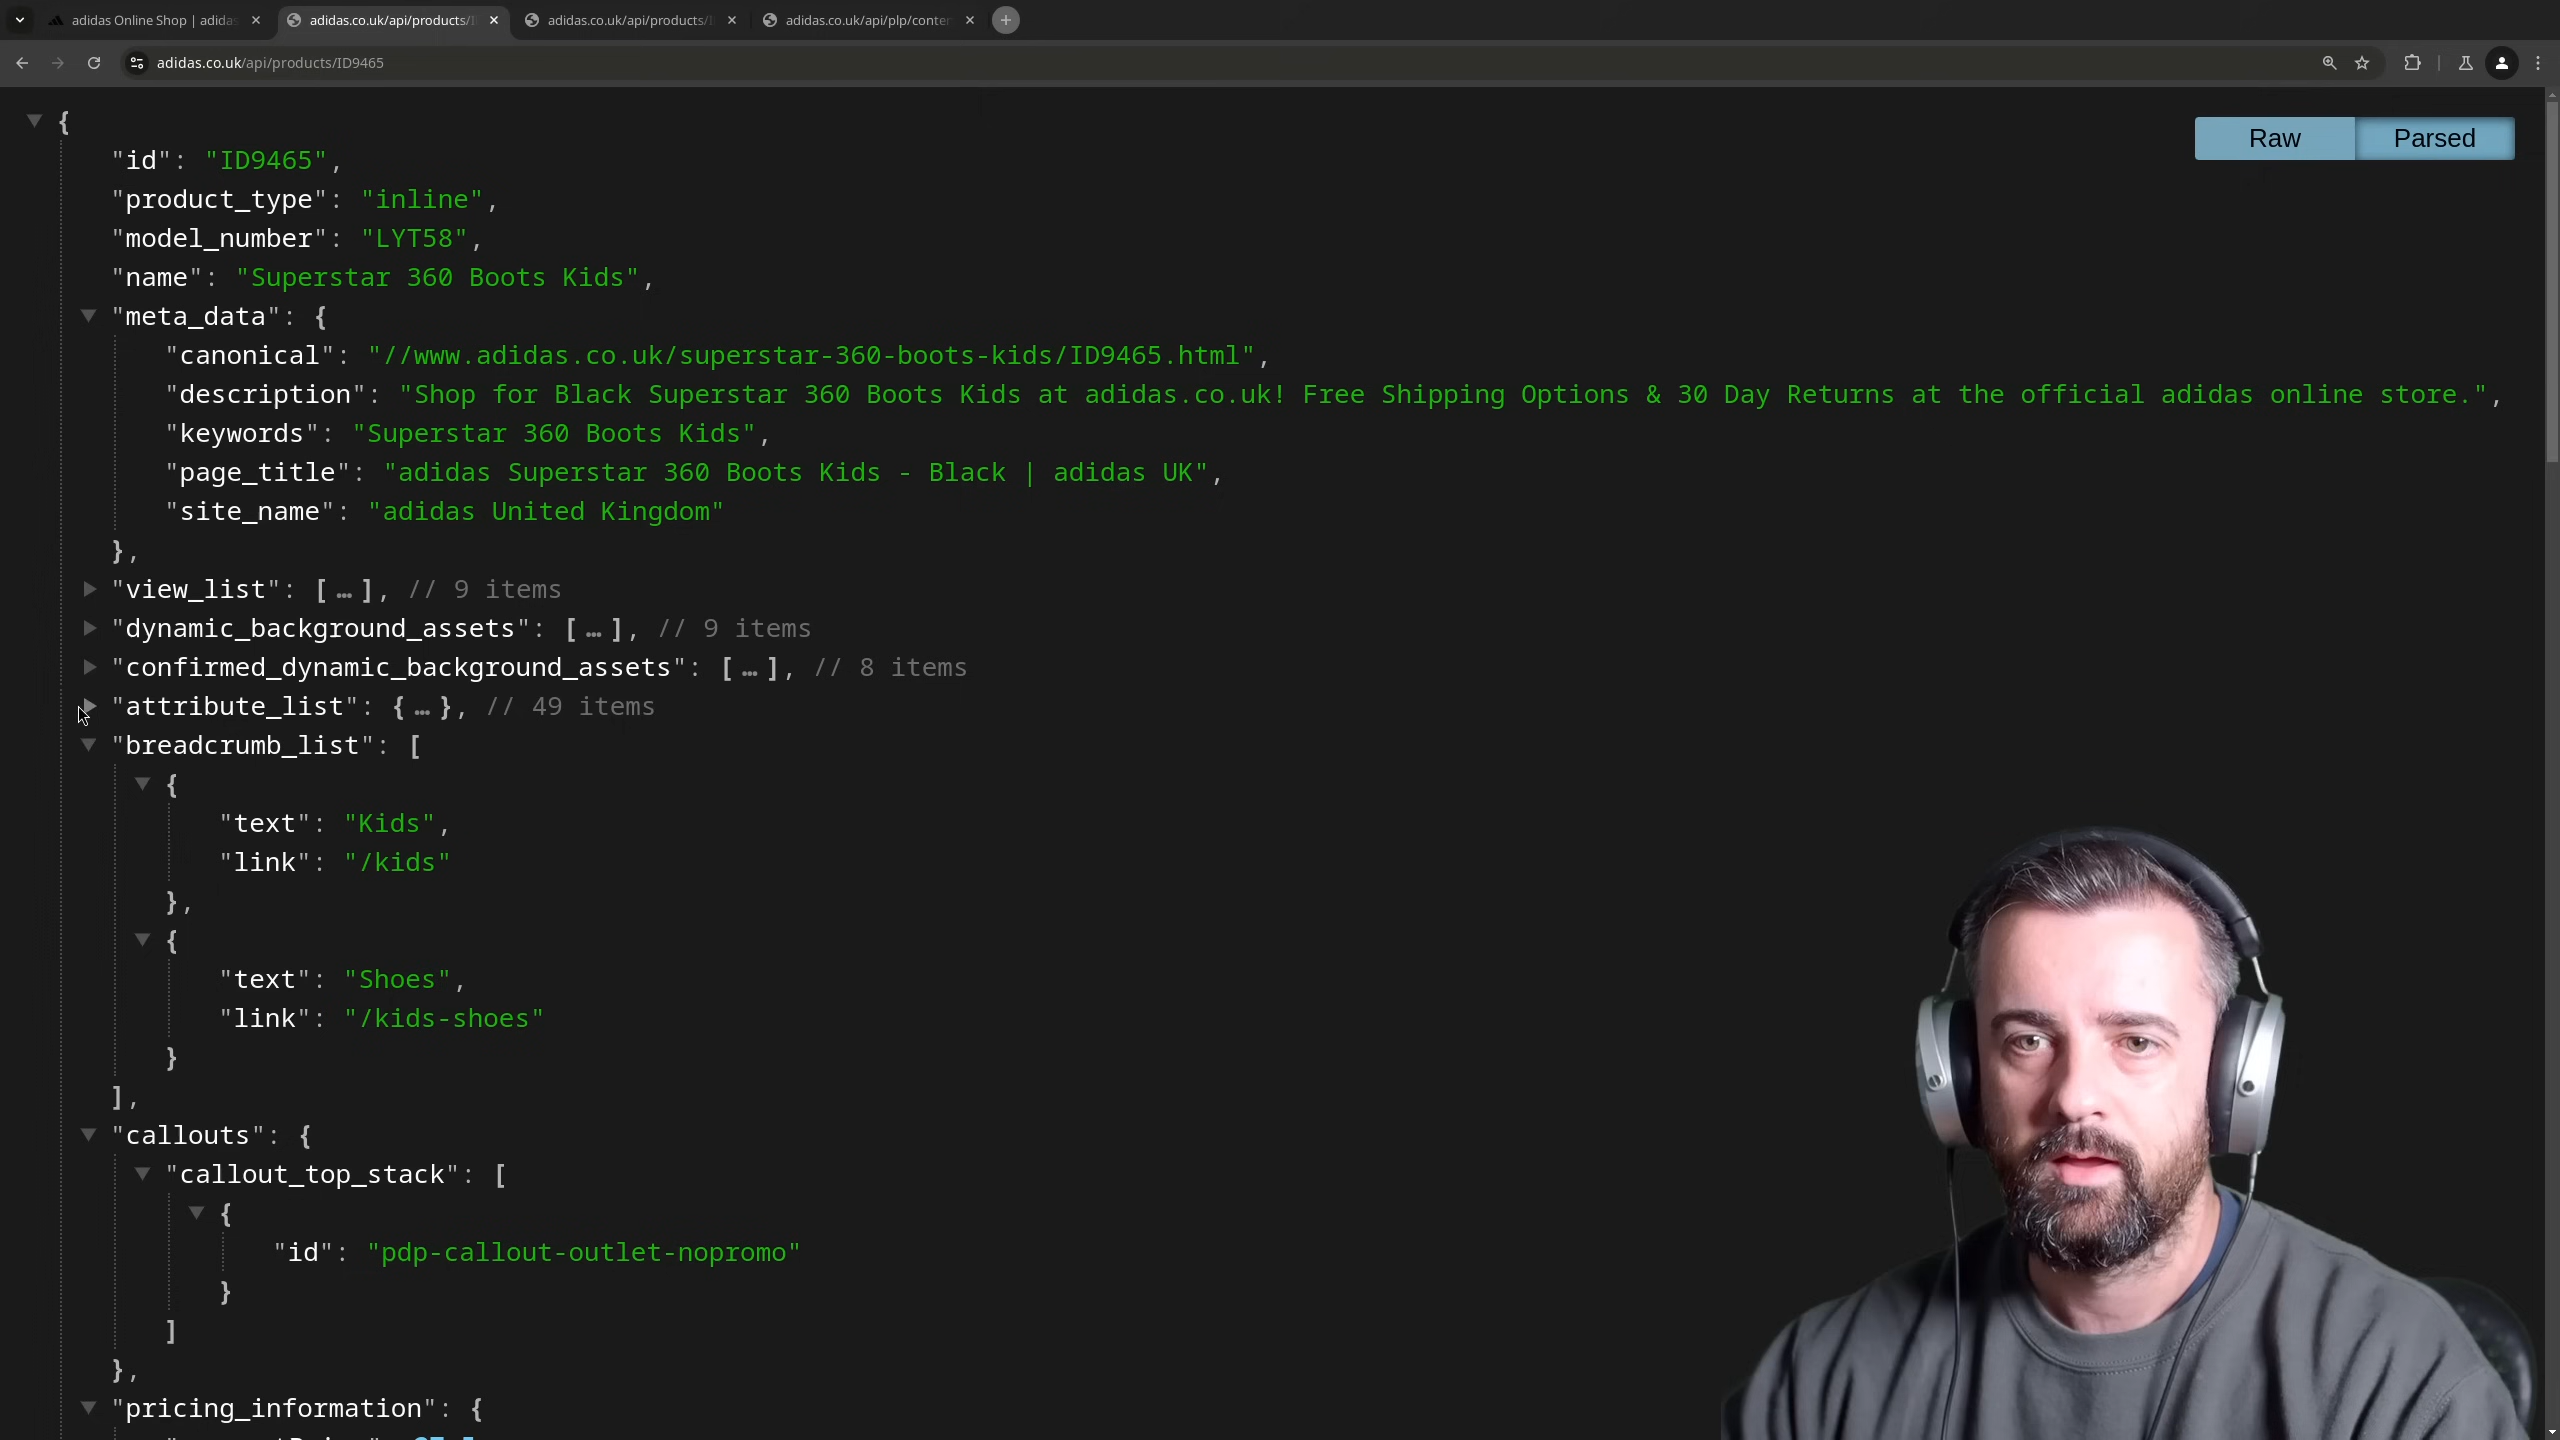 adidas Online Shop | adidas
adidas.co.uk/api/products/I
adidas.co.uk/api/products/I
adidas.co.uk/api/plp/conten
adidas.co.uk/api/products/ID9465
Raw
Parsed
{
"id": "ID9465",
"product_type": "inline",
"model_number": "LYT58",
"name": "Superstar 360 Boots Kids",
"meta_data": {
"canonical": "//www.adidas.co.uk/superstar-360-boots-kids/ID9465.html",
"description": "Shop for Black Superstar 360 Boots Kids at adidas.co.uk! Free Shipping Options & 30 Day Returns at the official adidas online store.",
"keywords": "Superstar 360 Boots Kids",
"page_title": "adidas Superstar 360 Boots Kids - Black | adidas UK",
"site_name": "adidas United Kingdom"
},
"view_list": [ … ], // 9 items
"dynamic_background_assets": [ … ], // 9 items
"confirmed_dynamic_background_assets": [ … ], // 8 items
"attribute_list": { … }, // 49 items
"breadcrumb_list": [
{
"text": "Kids",
"link": "/kids"
},
{
"text": "Shoes",
"link": "/kids-shoes"
}
],
"callouts": {
"callout_top_stack": [
{
"id": "pdp-callout-outlet-nopromo"
}
]
},
"pricing_information": {